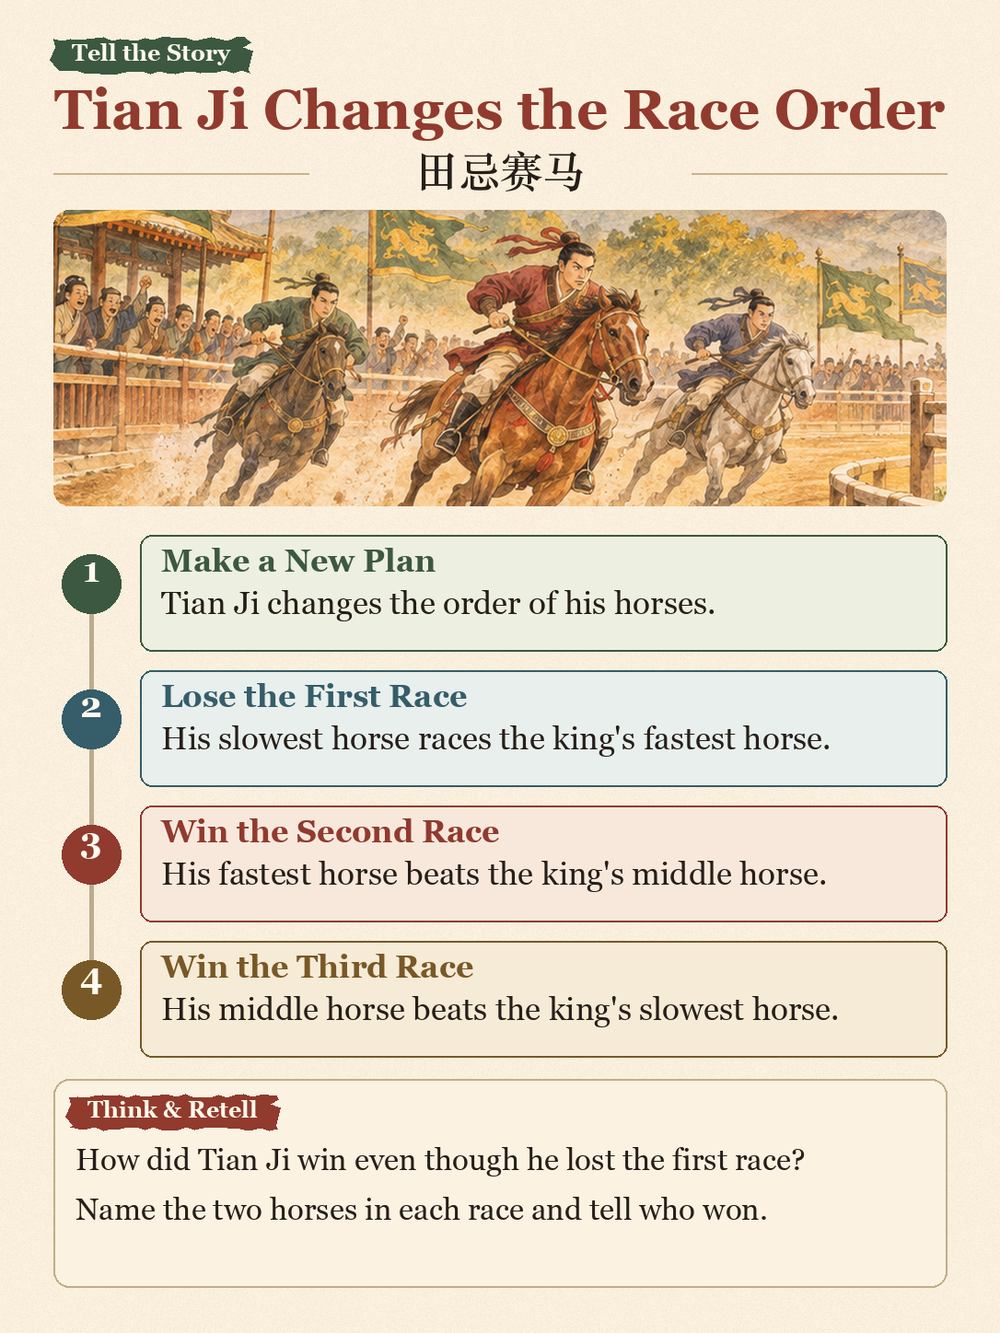 Tell the Story
Tian Ji Changes the Race Order
田忌赛马
1
Make a New Plan
Tian Ji changes the order of his horses.
2
Lose the First Race
His slowest horse races the king's fastest horse.
3
Win the Second Race
His fastest horse beats the king's middle horse.
4
Win the Third Race
His middle horse beats the king's slowest horse.
Think & Retell
How did Tian Ji win even though he lost the first race?
Name the two horses in each race and tell who won.